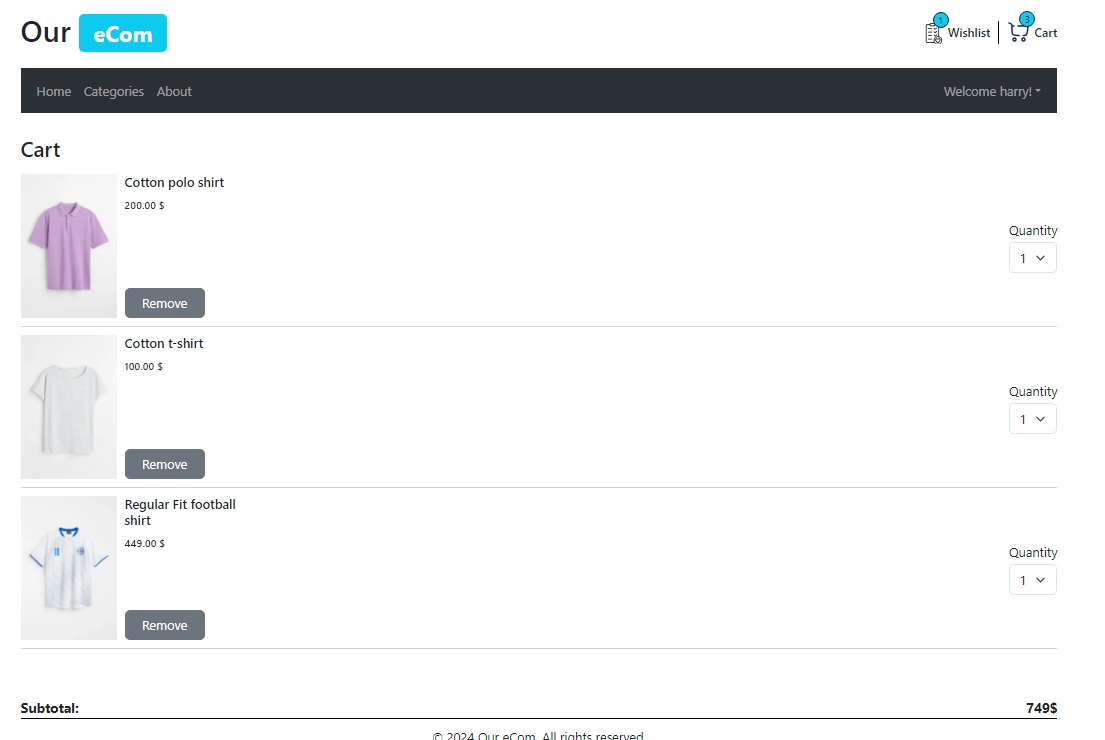 Our eCom
1
Wishlist
3
Cart
Home Categories About
Welcome harry!
Cart
Cotton polo shirt
200.00 $
Quantity
1
Remove
Cotton t-shirt
100.00 $
Quantity
1
Remove
Regular Fit football
shirt
449.00 $
10
Quantity
1
Remove
Subtotal: 749$
© 2024 Our eCom. All rights reserved